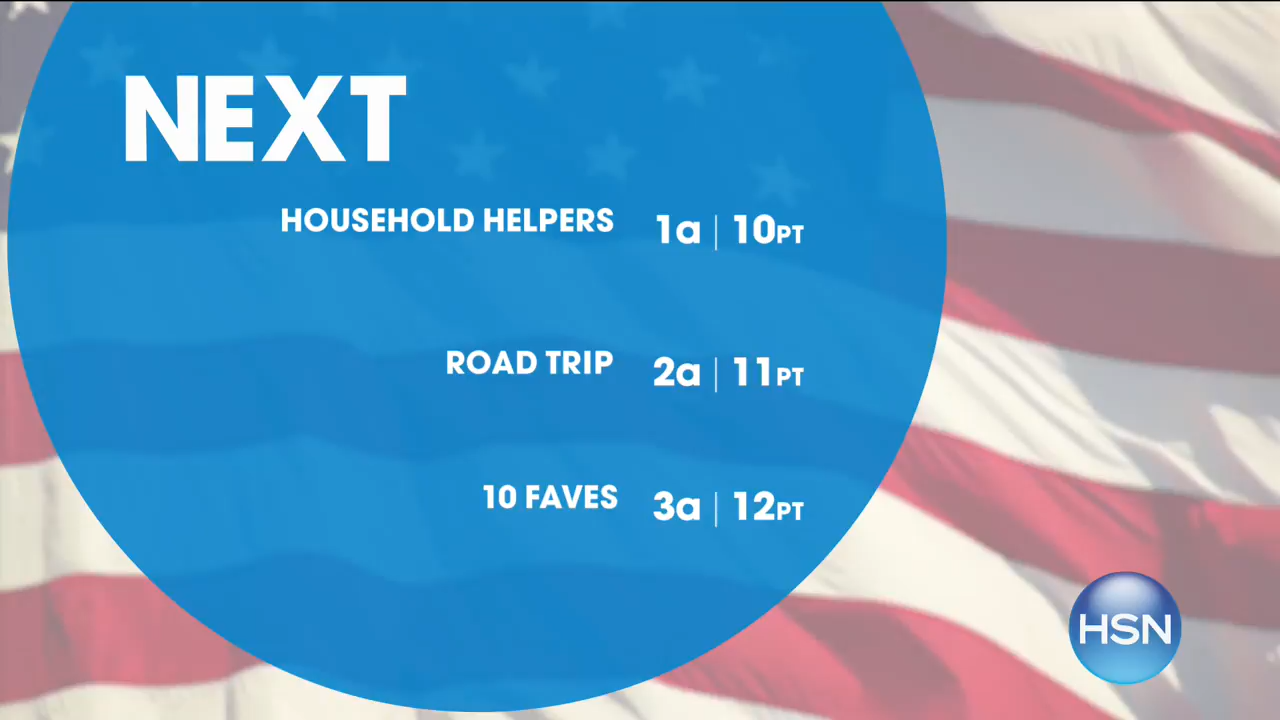 NEXT
HOUSEHOLD HELPERS 1a | 10PT
ROAD TRIP 2a | 11PT
10 FAVES 3a | 12PT
HSN